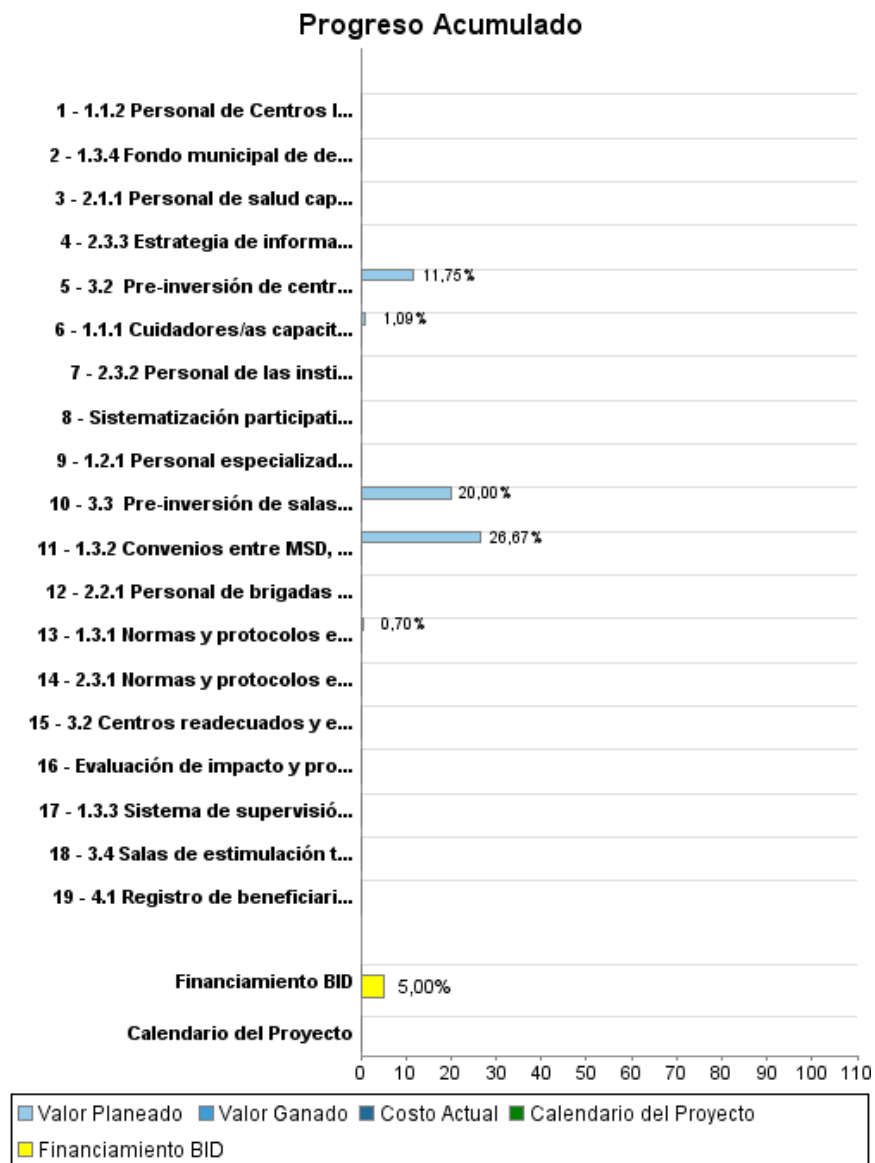 Progreso Acumulado
1 - 1.1.2 Personal de Centros I...
2 - 1.3.4 Fondo municipal de de...
3 - 2.1.1 Personal de salud cap...
4 - 2.3.3 Estrategia de informa...
5 - 3.2 Pre-inversión de centr...
11,75%
6 - 1.1.1 Cuidadores/as capacit...
1,09%
7 - 2.3.2 Personal de las insti...
8 - Sistematización participati...
9 - 1.2.1 Personal especializad...
10 - 3.3 Pre-inversión de salas...
20,00%
11 - 1.3.2 Convenios entre MSD, ...
26,67%
12 - 2.2.1 Personal de brigadas ...
13 - 1.3.1 Normas y protocolos e...
0,70%
14 - 2.3.1 Normas y protocolos e...
15 - 3.2 Centros readecuados y e...
16 - Evaluación de impacto y pro...
17 - 1.3.3 Sistema de supervisió...
18 - 3.4 Salas de estimulación t...
19 - 4.1 Registro de beneficiari...
Financiamiento BID
5,00%
Calendario del Proyecto
0 10 20 30 40 50 60 70 80 90 100 110
Valor Planeado Valor Ganado Costo Actual Calendario del Proyecto
Financiamiento BID